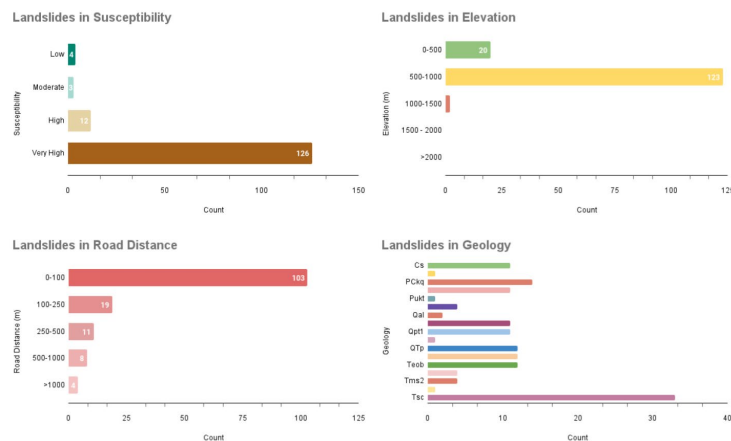 Landslides in Susceptibility
Low
4
Moderate
3
High
12
Very High
126
Susceptibility
0 50 100 150
Count
Landslides in Elevation
0-500
20
500-1000
123
1000-1500
1500 - 2000
>2000
Elevation (m)
0 25 50 75 100 125
Count
Landslides in Road Distance
0-100
103
100-250
19
250-500
11
500-1000
8
>1000
4
Road Distance (m)
0 25 50 75 100 125
Count
Landslides in Geology
Cs
PCkq
Pukt
Qal
Qpt1
QTp
Teob
Tms2
Tsc
Geology
0 10 20 30 40
Count